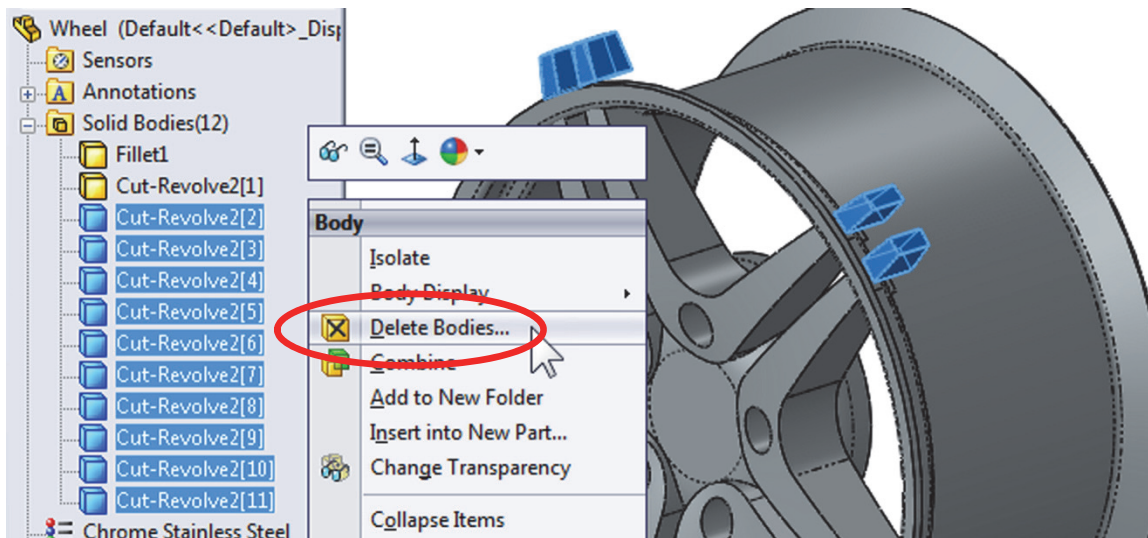 Wheel (Default<<Default>_Disp
Sensors
Annotations
Solid Bodies(12)
Fillet1
Cut-Revolve2[1]
Cut-Revolve2[2]
Cut-Revolve2[3]
Cut-Revolve2[4]
Cut-Revolve2[5]
Cut-Revolve2[6]
Cut-Revolve2[7]
Cut-Revolve2[8]
Cut-Revolve2[9]
Cut-Revolve2[10]
Cut-Revolve2[11]
Chrome Stainless Steel
Body
Isolate
Body Display
Delete Bodies...
Combine
Add to New Folder
Insert into New Part...
Change Transparency
Collapse Items